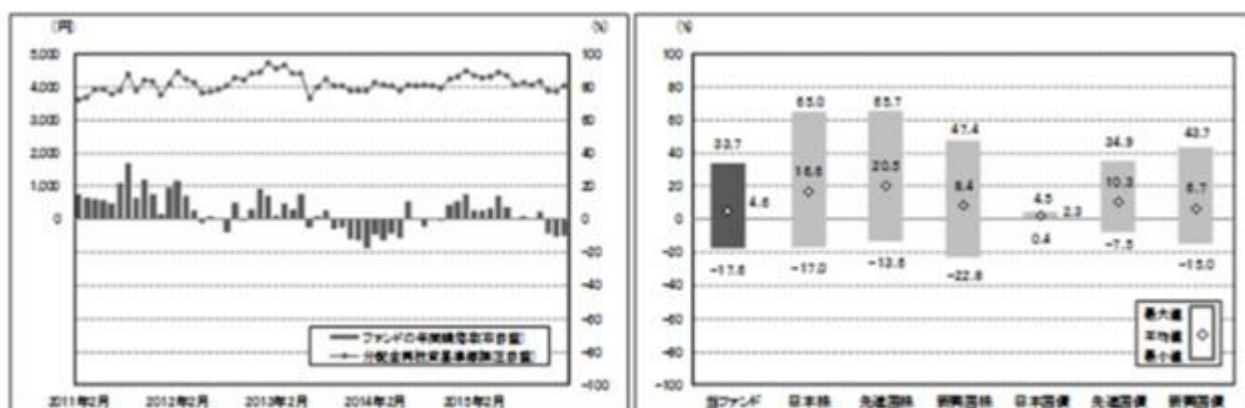 (円)
(%)
5,000
4,000
3,000
2,000
1,000
0
100
80
60
40
20
0
-20
-40
-60
-80
-100
ファンドの年間騰落率(右目盛)
分配金再投資基準価額(左目盛)
2011年2月
2012年2月
2013年2月
2014年2月
2015年2月
(%)
100
80
60
40
20
0
-20
-40
-60
-80
-100
33.7
4.6
-17.6
65.0
16.6
-17.0
65.7
20.5
-13.6
47.4
8.4
-22.8
4.5
2.3
0.4
34.9
10.3
-7.5
43.7
6.7
-15.0
最大値
平均値
最小値
当ファンド
日本株
先進国株
新興国株
日本国債
先進国債
新興国債